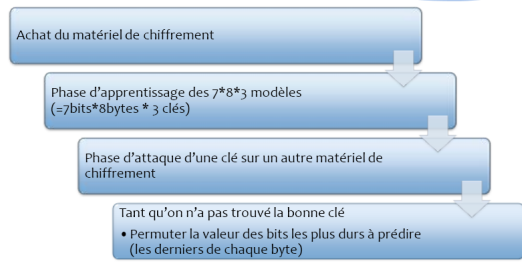 Achat du matériel de chiffrement
Phase d'apprentissage des 7*8*3 modèles
(=7bits*8bytes * 3 clés)
Phase d'attaque d'une clé sur un autre matériel de
chiffrement
Tant qu'on n'a pas trouvé la bonne clé
• Permuter la valeur des bits les plus durs à prédire
(les derniers de chaque byte)